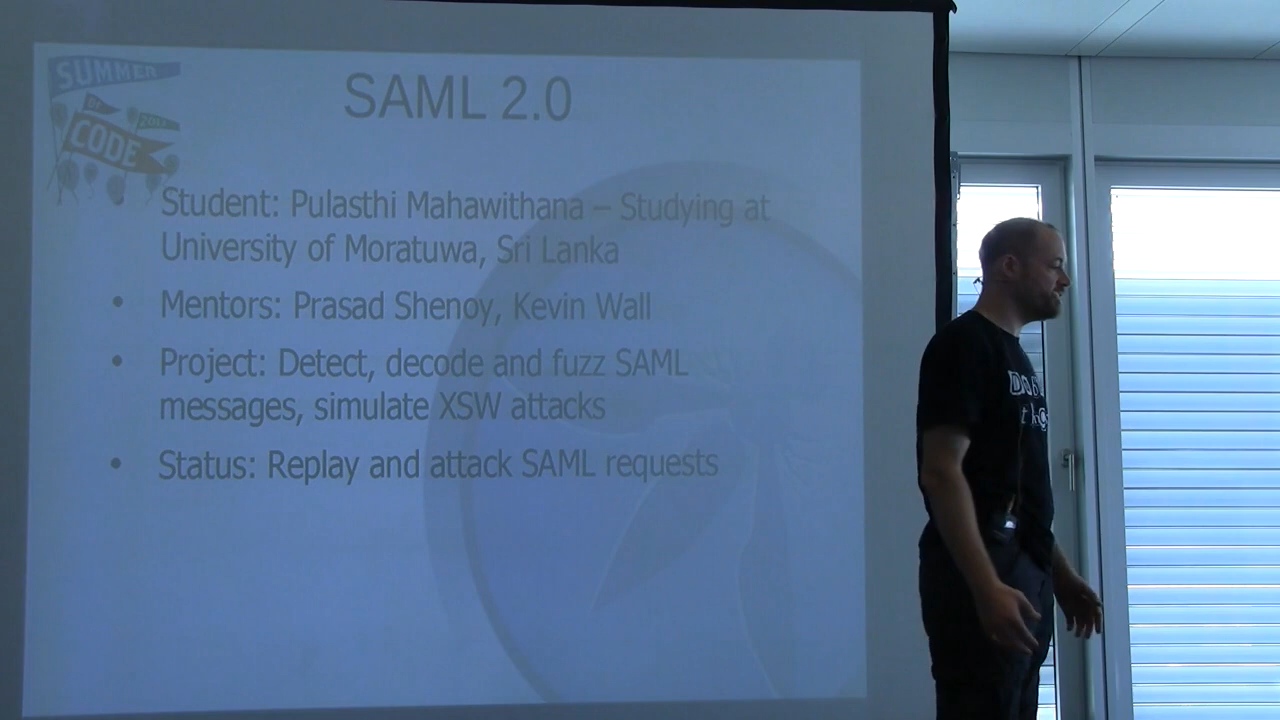 SUMMER
OF
CODE
SAML 2.0
• Student: Pulasthi Mahawithana – Studying at
University of Moratuwa, Sri Lanka
• Mentors: Prasad Shenoy, Kevin Wall
• Project: Detect, decode and fuzz SAML
messages, simulate XSW attacks
• Status: Replay and attack SAML requests